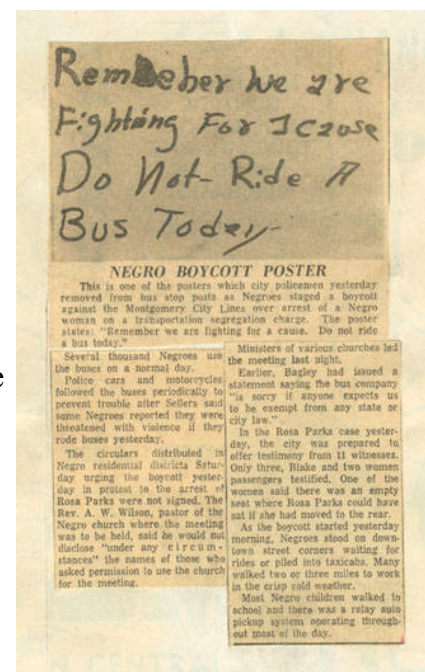 Remember We are
Fighting For I Cause
Do Not- Ride A
Bus Today-
NEGRO BOYCOTT POSTER
This is one of the posters which city policemen yesterday
removed from bus stop posts as Negroes staged a boycott
against the Montgomery City Lines over arrest of a Negro
woman on a transportation segregation charge. The poster
states: "Remember we are fighting for a cause. Do not ride
a bus today."
Several thousand Negroes use
the buses on a normal day.
Police cars and motorcycles
followed the buses periodically to
prevent trouble after Sellers said
some Negroes reported they were
threatened with violence if they
rode buses yesterday.
The circulars distributed in
Negro residential districts Satur-
day urging the boycott yester-
day in protest to the arrest of
Rosa Parks were not signed. The
Rev. A. W. Wilson, pastor of the
Negro church where the meeting
was to be held, said he would not
disclose "under any circum-
stances" the names of those who
asked permission to use the church
for the meeting.
Ministers of various churches led
the meeting last night.
Earlier, Bagley had issued a
statement saying the bus company
"is sorry if anyone expects us
to be exempt from any state or
city law."
In the Rosa Parks case yester-
day, the city was prepared to
offer testimony from 11 witnesses.
Only three, Blake and two women
passengers testified. One of the
women said there was an empty
seat where Rosa Parks could have
sat if she had moved to the rear.
As the boycott started yesterday
morning, Negroes stood on down-
town street corners waiting for
rides or piled into taxicabs. Many
walked two or three miles to work
in the crisp cold weather.
Most Negro children walked to
school and there was a relay auto
pickup system operating through-
out most of the day.